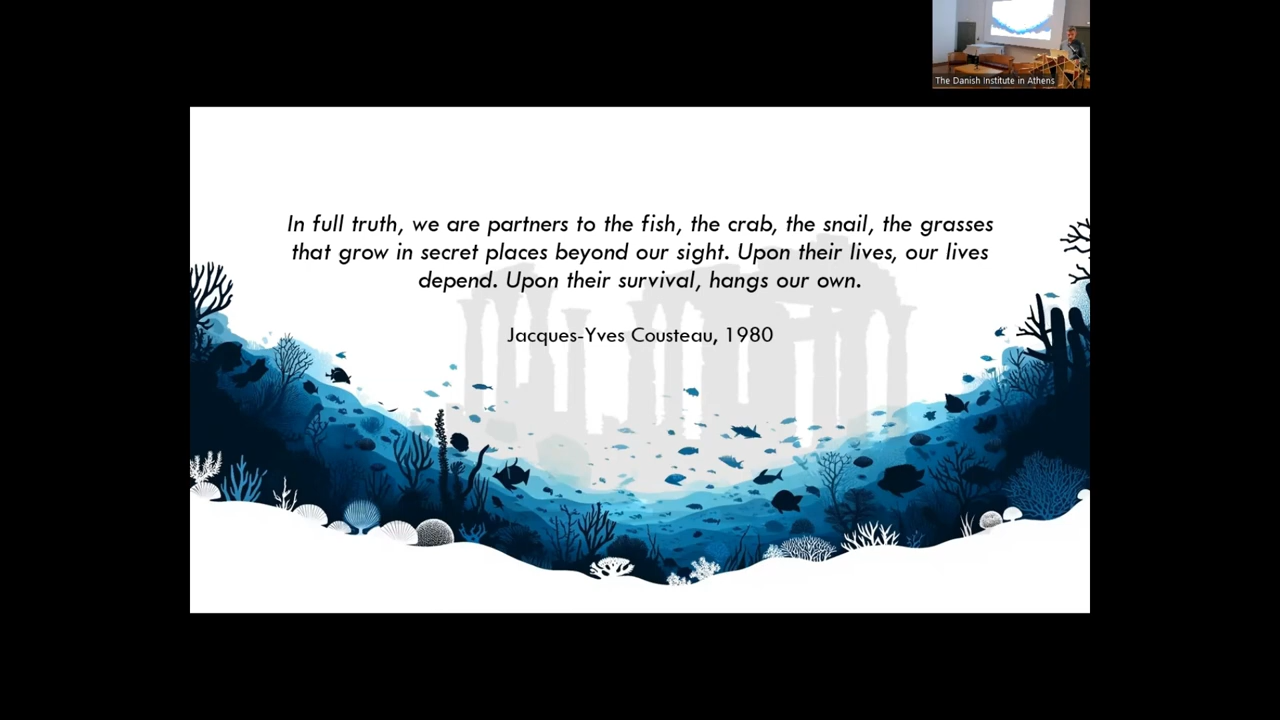 The Danish Institute in Athens
In full truth, we are partners to the fish, the crab, the snail, the grasses
that grow in secret places beyond our sight. Upon their lives, our lives
depend. Upon their survival, hangs our own.
Jacques-Yves Cousteau, 1980